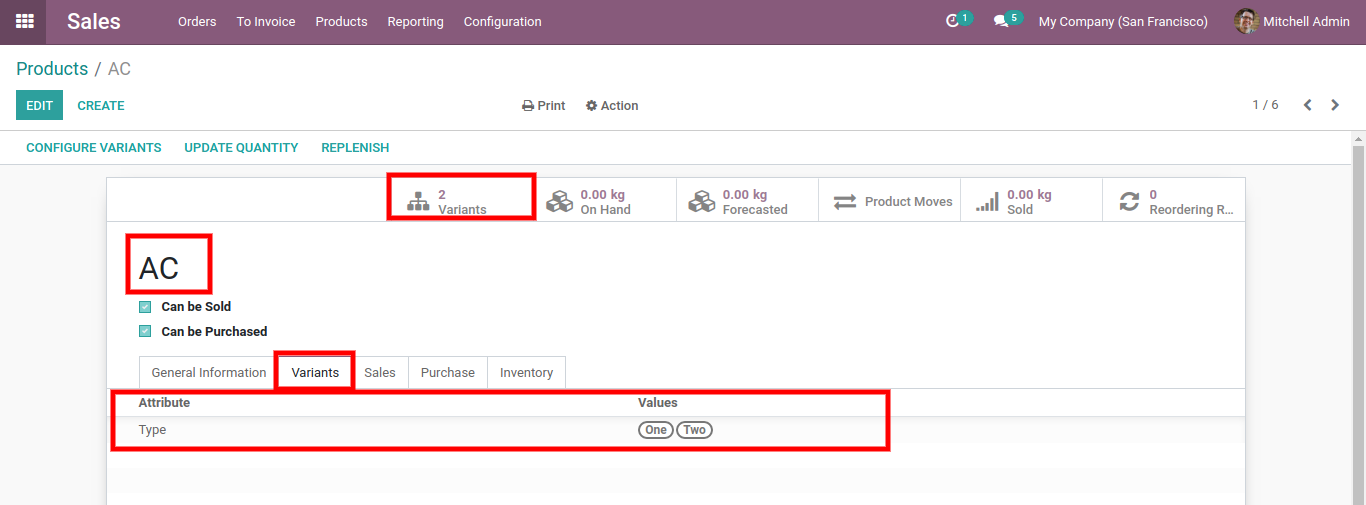 Sales Orders To Invoice Products Reporting Configuration 1 5 My Company (San Francisco) Mitchell Admin
Products / AC
EDIT CREATE Print Action 1 / 6
CONFIGURE VARIANTS UPDATE QUANTITY REPLENISH
2 0.00 kg 0.00 kg Product Moves 0.00 kg 0
Variants On Hand Forecasted Sold Reordering R...
AC
Can be Sold
Can be Purchased
General Information Variants Sales Purchase Inventory
Attribute Values
Type One Two